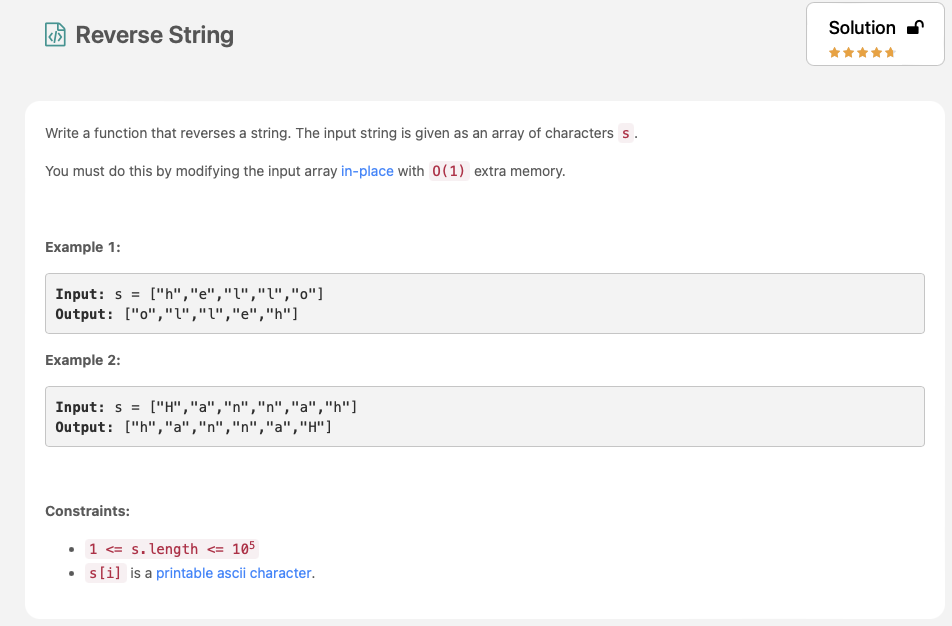 Reverse String
Solution
Write a function that reverses a string. The input string is given as an array of characters s.
You must do this by modifying the input array in-place with O(1) extra memory.
Example 1:
Input: s = ["h","e","l","l","o"]
Output: ["o","l","l","e","h"]
Example 2:
Input: s = ["H","a","n","n","a","h"]
Output: ["h","a","n","n","a","H"]
Constraints:
• 1 <= s.length <= 10⁵
• s[i] is a printable ascii character.